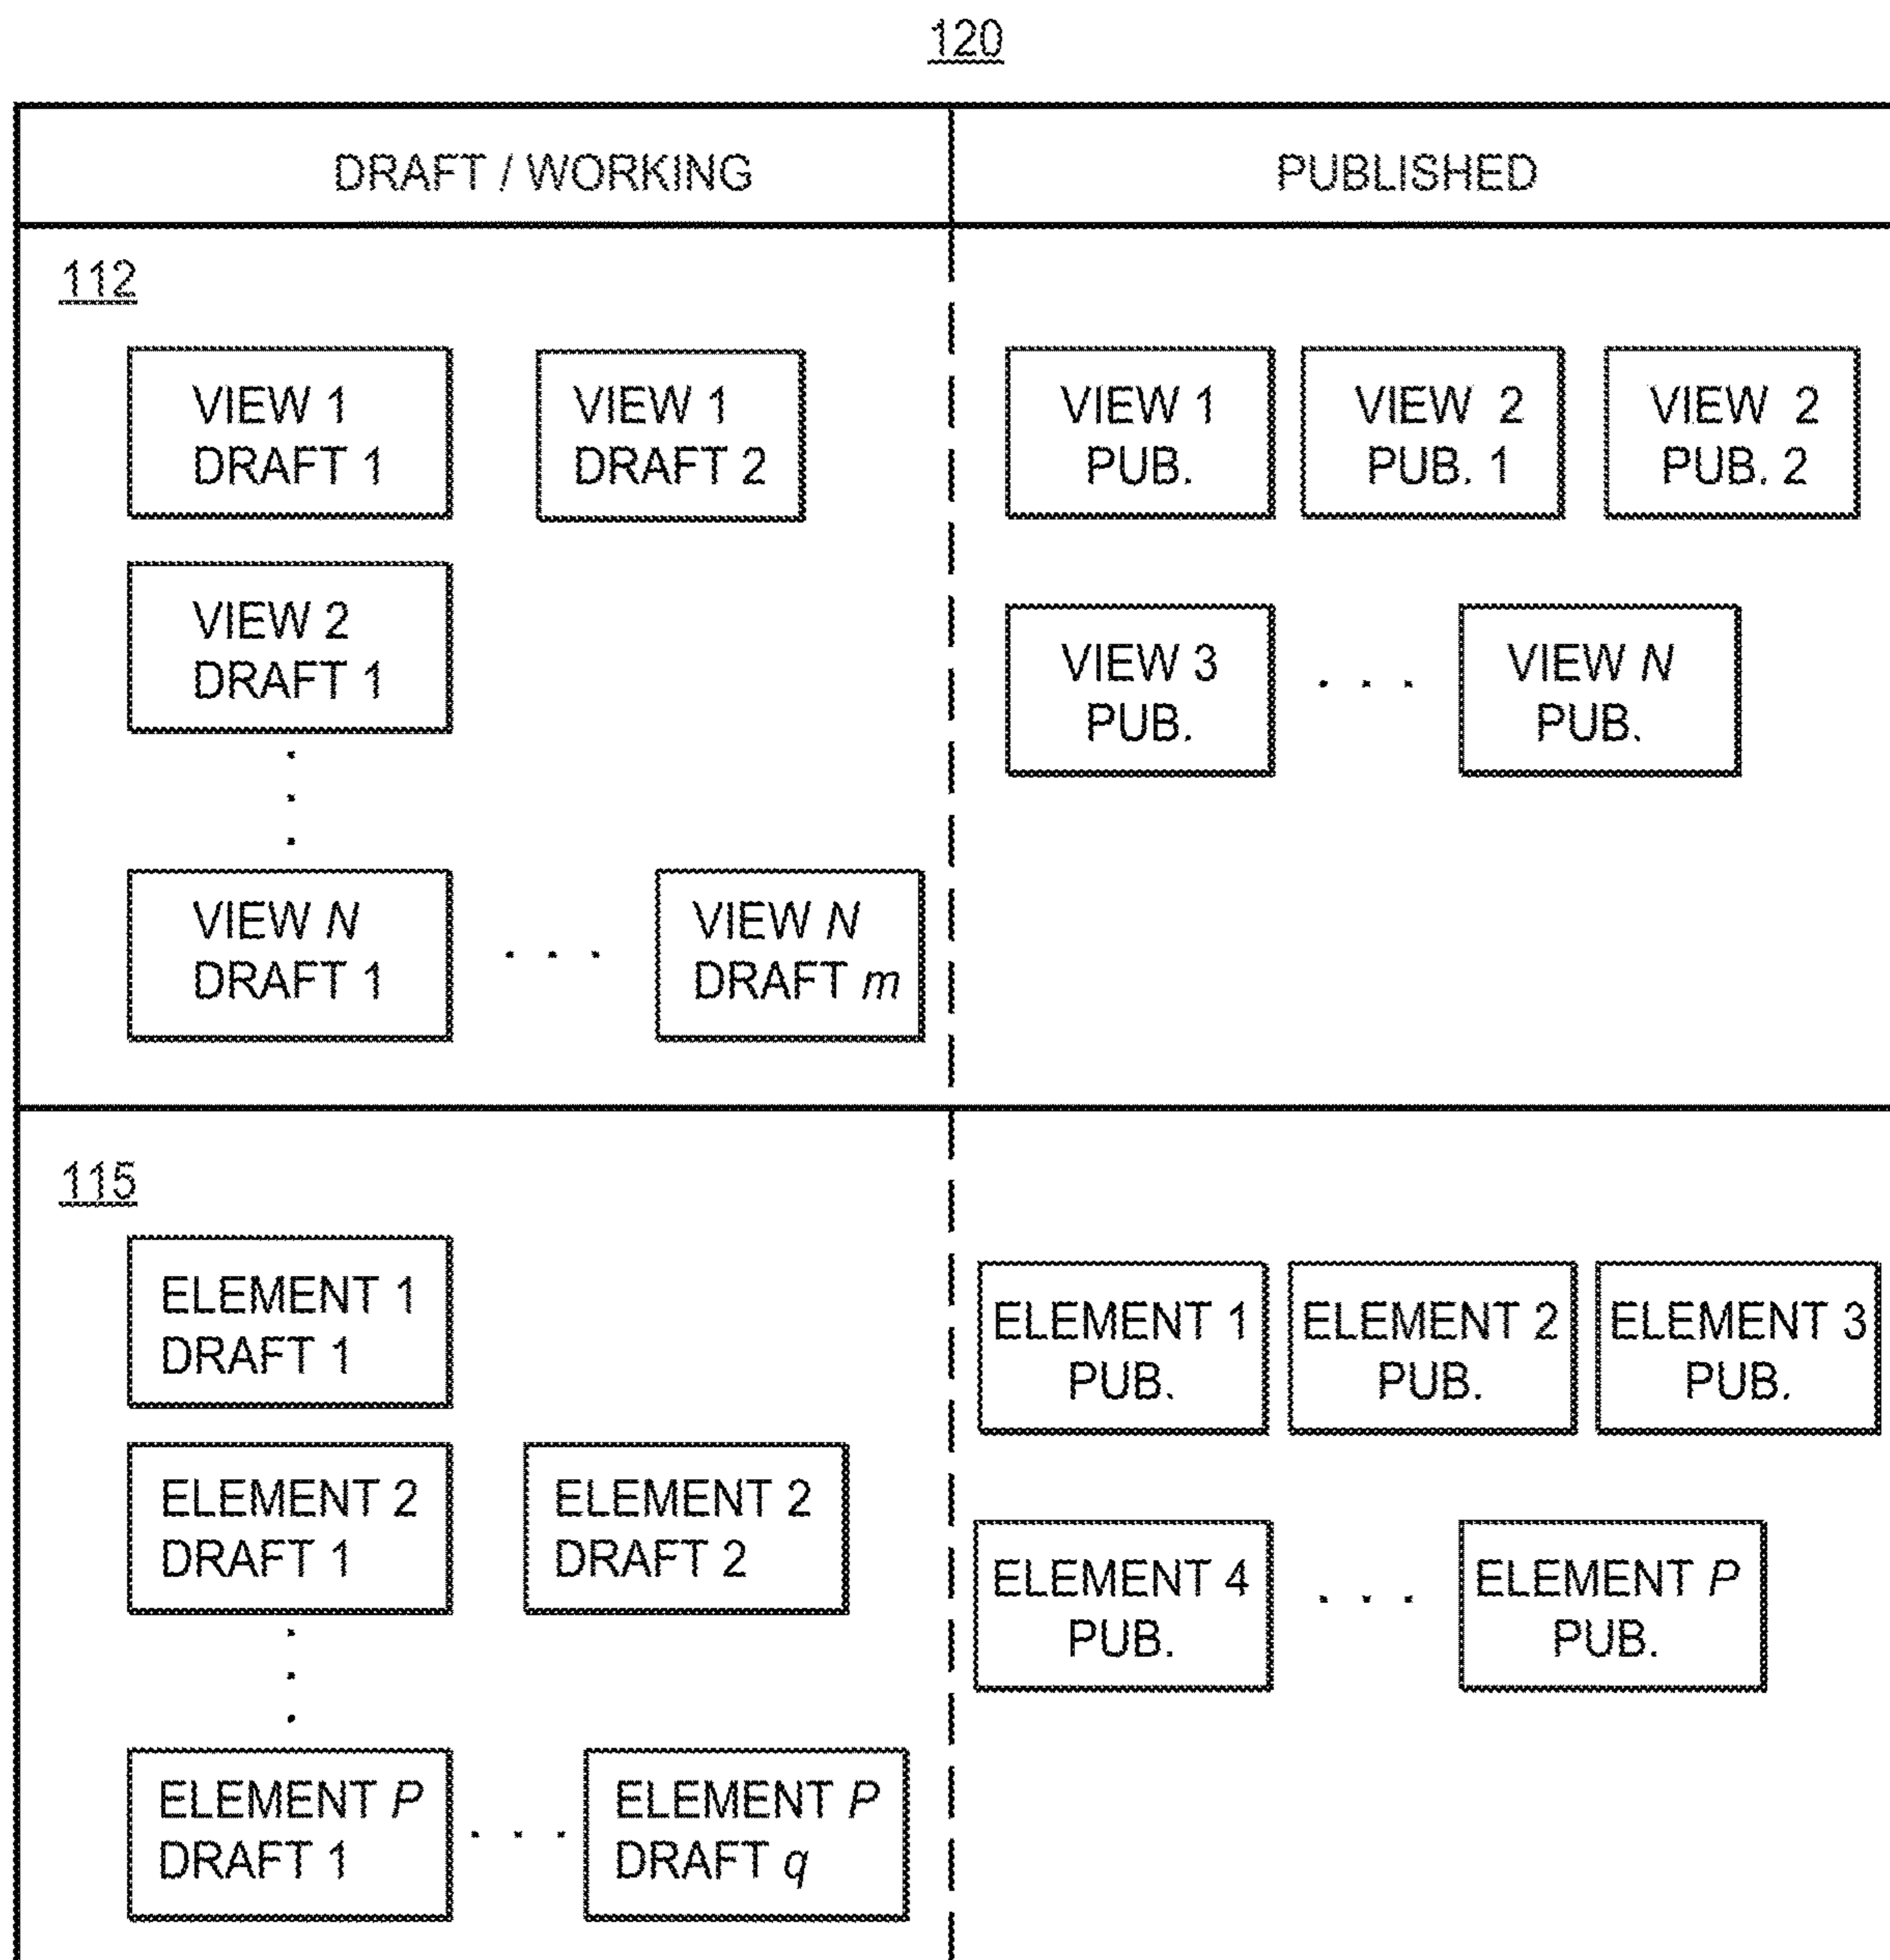 120
DRAFT / WORKING
PUBLISHED
112
VIEW 1
DRAFT 1
VIEW 1
DRAFT 2
VIEW 2
DRAFT 1
.
.
.
VIEW N
DRAFT 1
. . .
VIEW N
DRAFT m
VIEW 1
PUB.
VIEW 2
PUB. 1
VIEW 2
PUB. 2
VIEW 3
PUB.
. . .
VIEW N
PUB.
115
ELEMENT 1
DRAFT 1
ELEMENT 2
DRAFT 1
ELEMENT 2
DRAFT 2
.
.
.
ELEMENT P
DRAFT 1
. . .
ELEMENT P
DRAFT q
ELEMENT 1
PUB.
ELEMENT 2
PUB.
ELEMENT 3
PUB.
ELEMENT 4
PUB.
. . .
ELEMENT P
PUB.